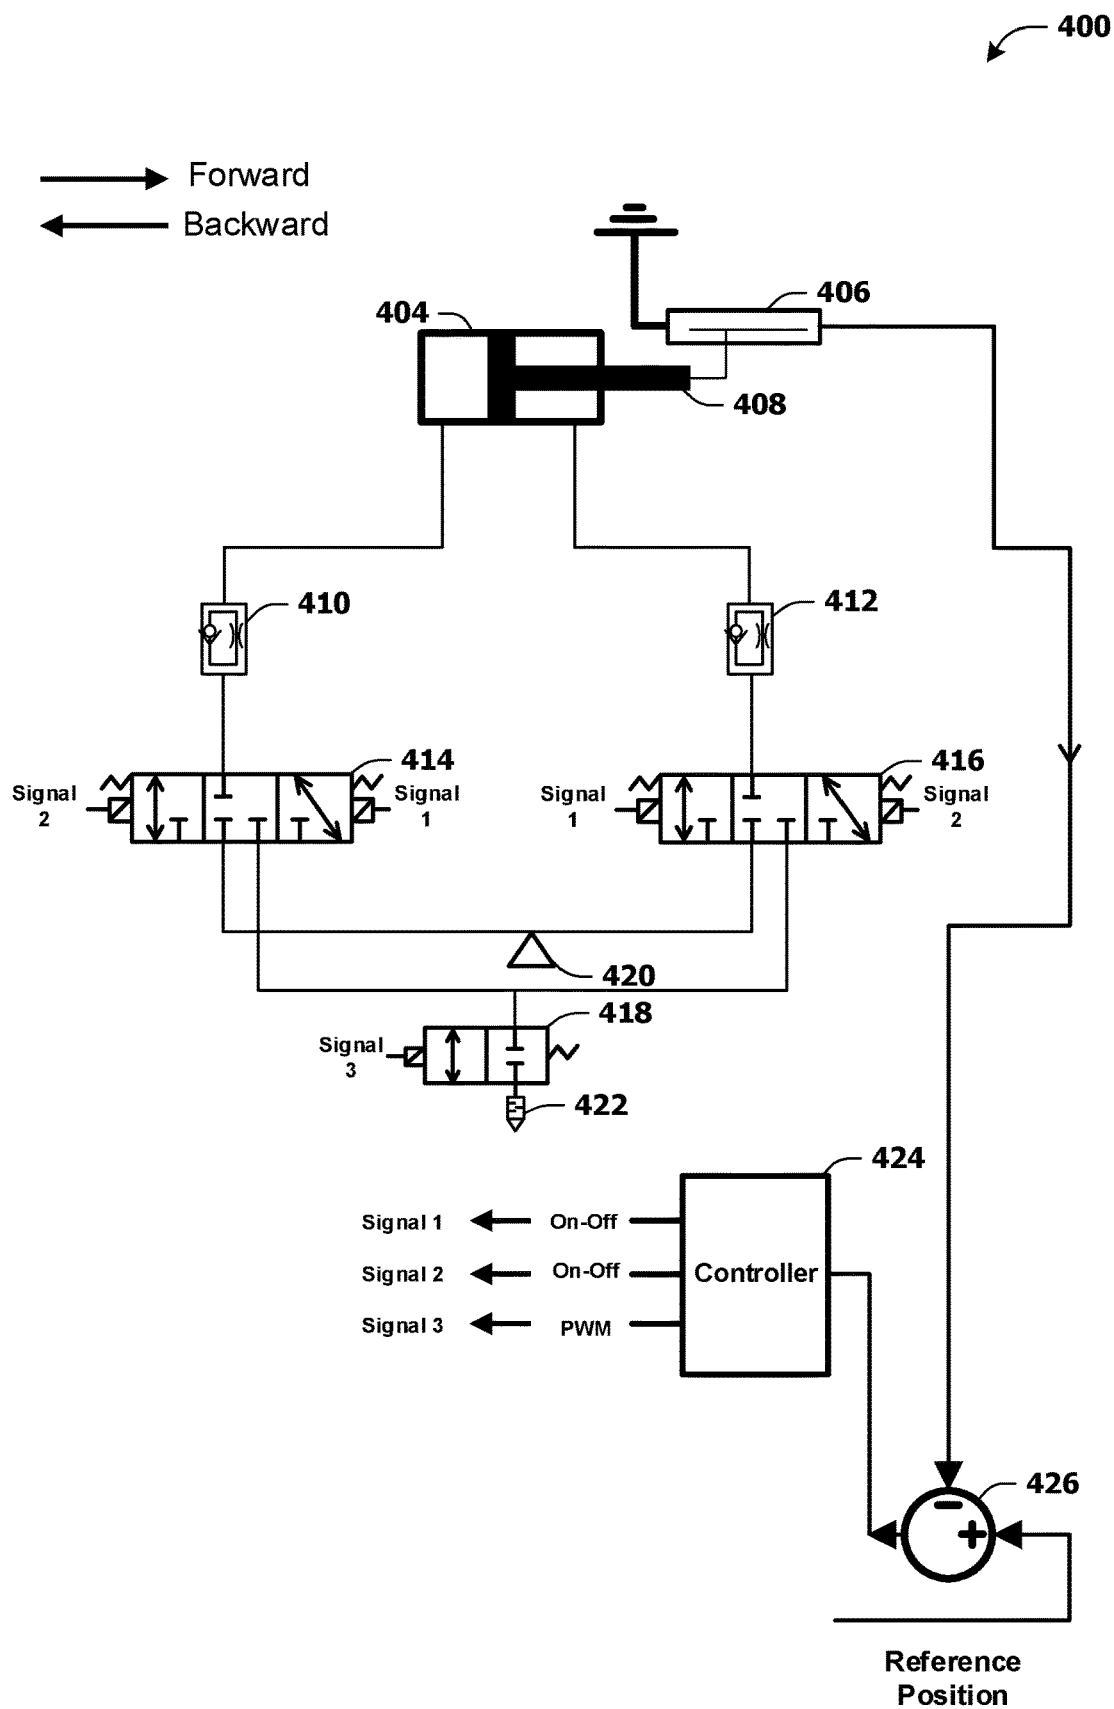 400
Forward
Backward
404
406
408
410
412
414
416
Signal
2
Signal
1
Signal
1
Signal
2
420
418
Signal
3
422
424
Signal 1
On-Off
Signal 2
On-Off
Controller
Signal 3
PWM
426
-
+
Reference
Position